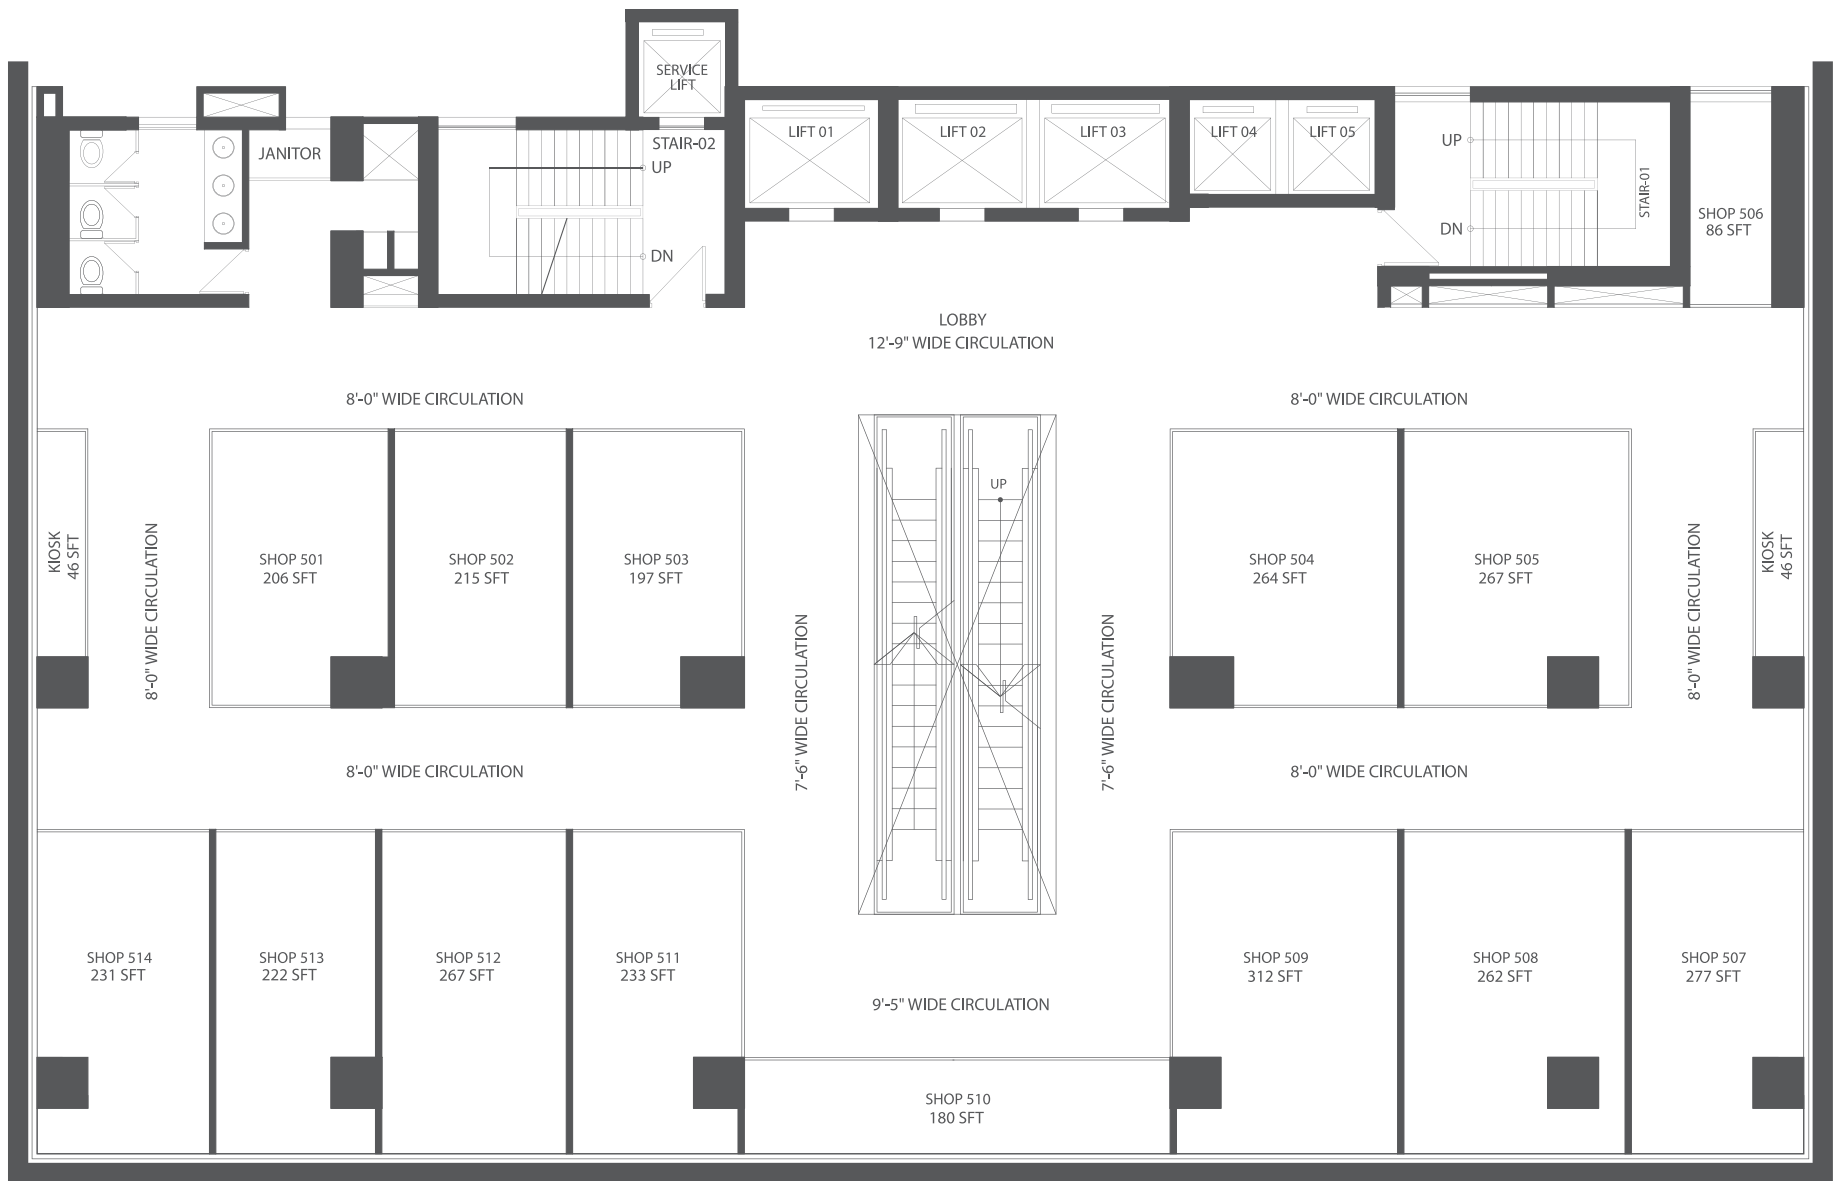 SERVICE
LIFT
LIFT 01
LIFT 02
LIFT 03
LIFT 04
LIFT 05
JANITOR
STAIR-02
UP
DN
UP
DN
STAIR-01
SHOP 506
86 SFT
LOBBY
12'-9" WIDE CIRCULATION
8'-0" WIDE CIRCULATION
8'-0" WIDE CIRCULATION
UP
KIOSK
46 SFT
8'-0" WIDE CIRCULATION
SHOP 501
206 SFT
SHOP 502
215 SFT
SHOP 503
197 SFT
7'-6" WIDE CIRCULATION
7'-6" WIDE CIRCULATION
SHOP 504
264 SFT
SHOP 505
267 SFT
8'-0" WIDE CIRCULATION
KIOSK
46 SFT
8'-0" WIDE CIRCULATION
8'-0" WIDE CIRCULATION
SHOP 514
231 SFT
SHOP 513
222 SFT
SHOP 512
267 SFT
SHOP 511
233 SFT
SHOP 509
312 SFT
SHOP 508
262 SFT
SHOP 507
277 SFT
9'-5" WIDE CIRCULATION
SHOP 510
180 SFT